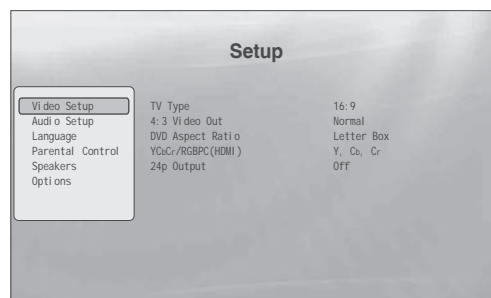 Setup
Video Setup TV Type 16:9
Audio Setup 4:3 Video Out Normal
Language DVD Aspect Ratio Letter Box
Parental Control YCbCr/RGBPC(HDMI) Y, Cb, Cr
Speakers 24p Output Off
Options